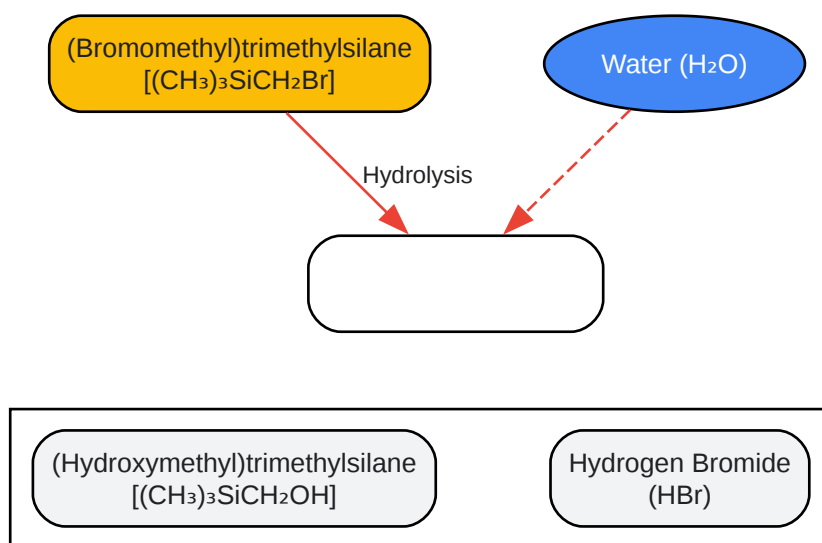 (Bromomethyl)trimethylsilane
[(CH₃)₃SiCH₂Br]
Water (H₂O)
Hydrolysis
(Hydroxymethyl)trimethylsilane
[(CH₃)₃SiCH₂OH]
Hydrogen Bromide
(HBr)